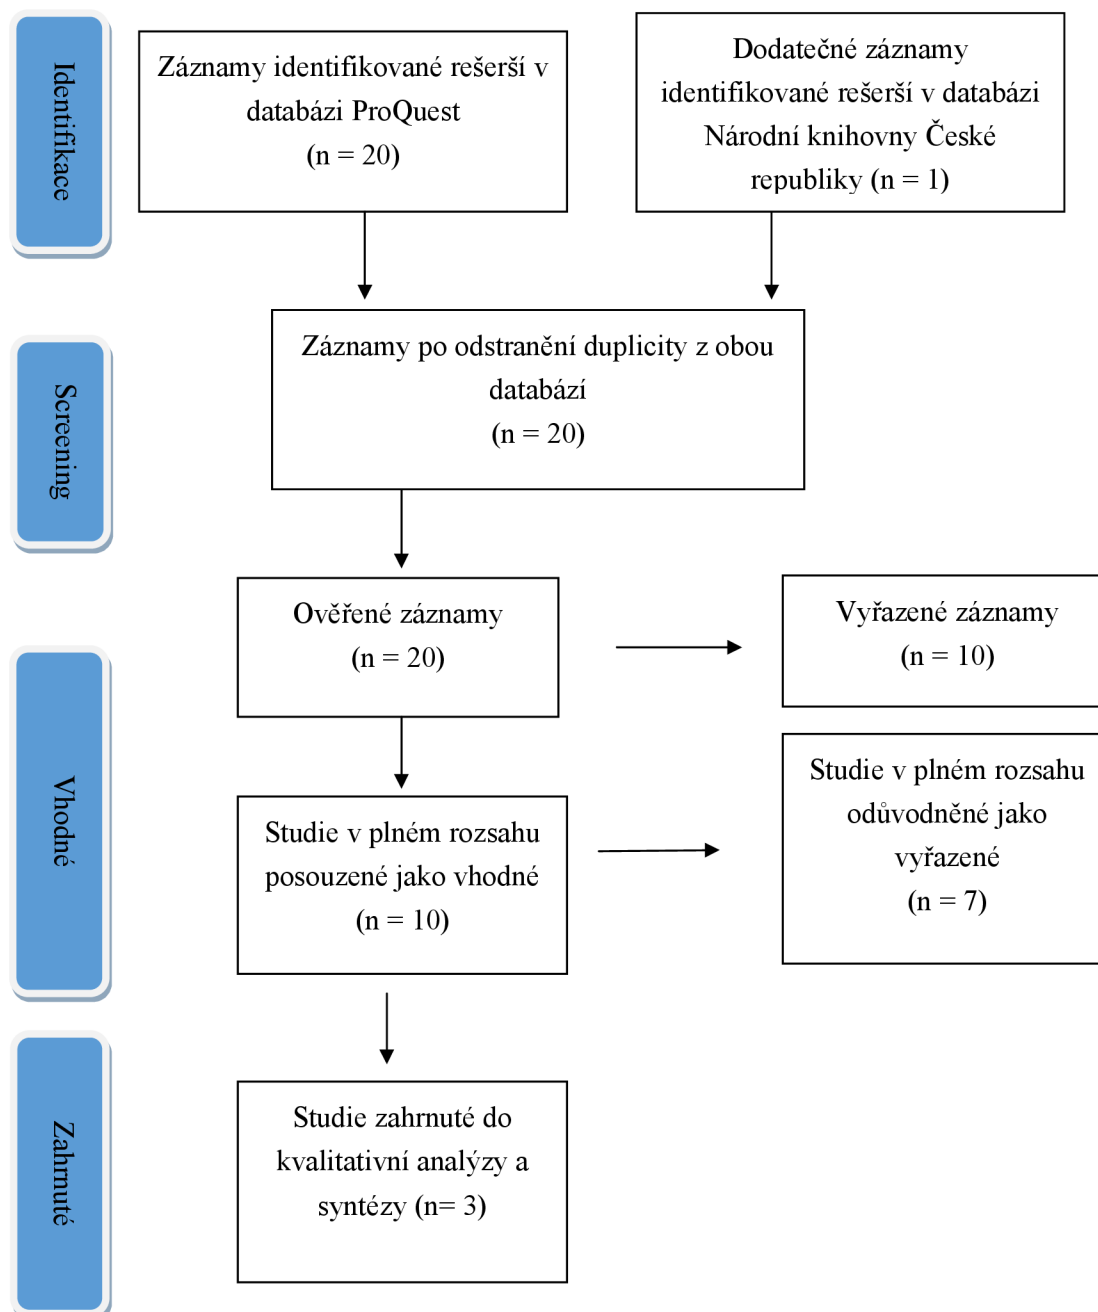 Identifikace
Záznamy identifikované rešerší v
databázi ProQuest
(n = 20)
Dodatečné záznamy
identifikované rešerší v databázi
Národní knihovny České
republiky (n = 1)
Screening
Záznamy po odstranění duplicity z obou
databází
(n = 20)
Vhodné
Ověřené záznamy
(n = 20)
Vyřazené záznamy
(n = 10)
Studie v plném rozsahu
posouzené jako vhodné
(n = 10)
Studie v plném rozsahu
odůvodněné jako
vyřazené
(n = 7)
Zahrnuté
Studie zahrnuté do
kvalitativní analýzy a
syntézy (n= 3)